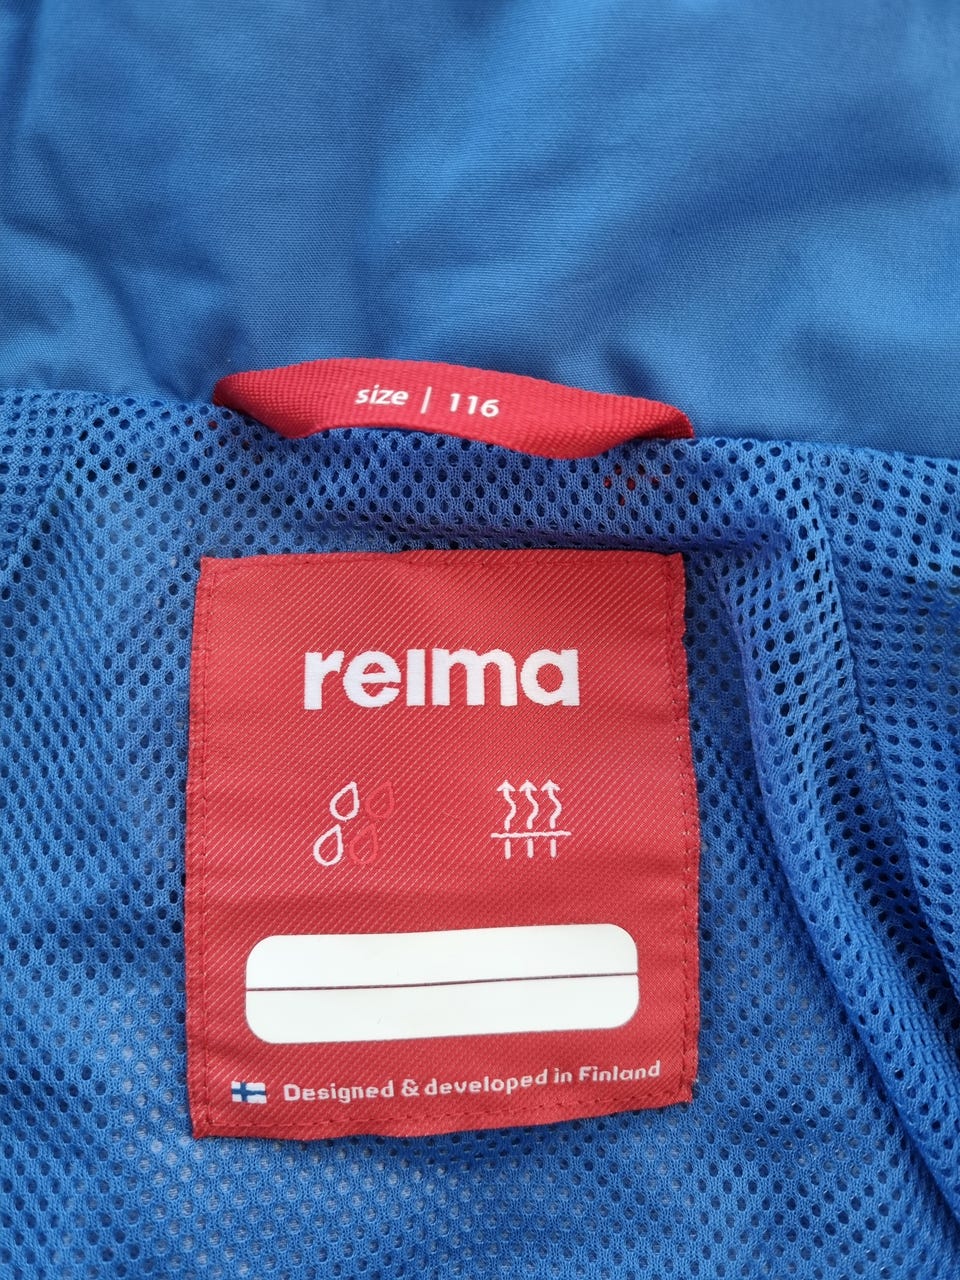 size | 116
reima
Designed & developed in Finland